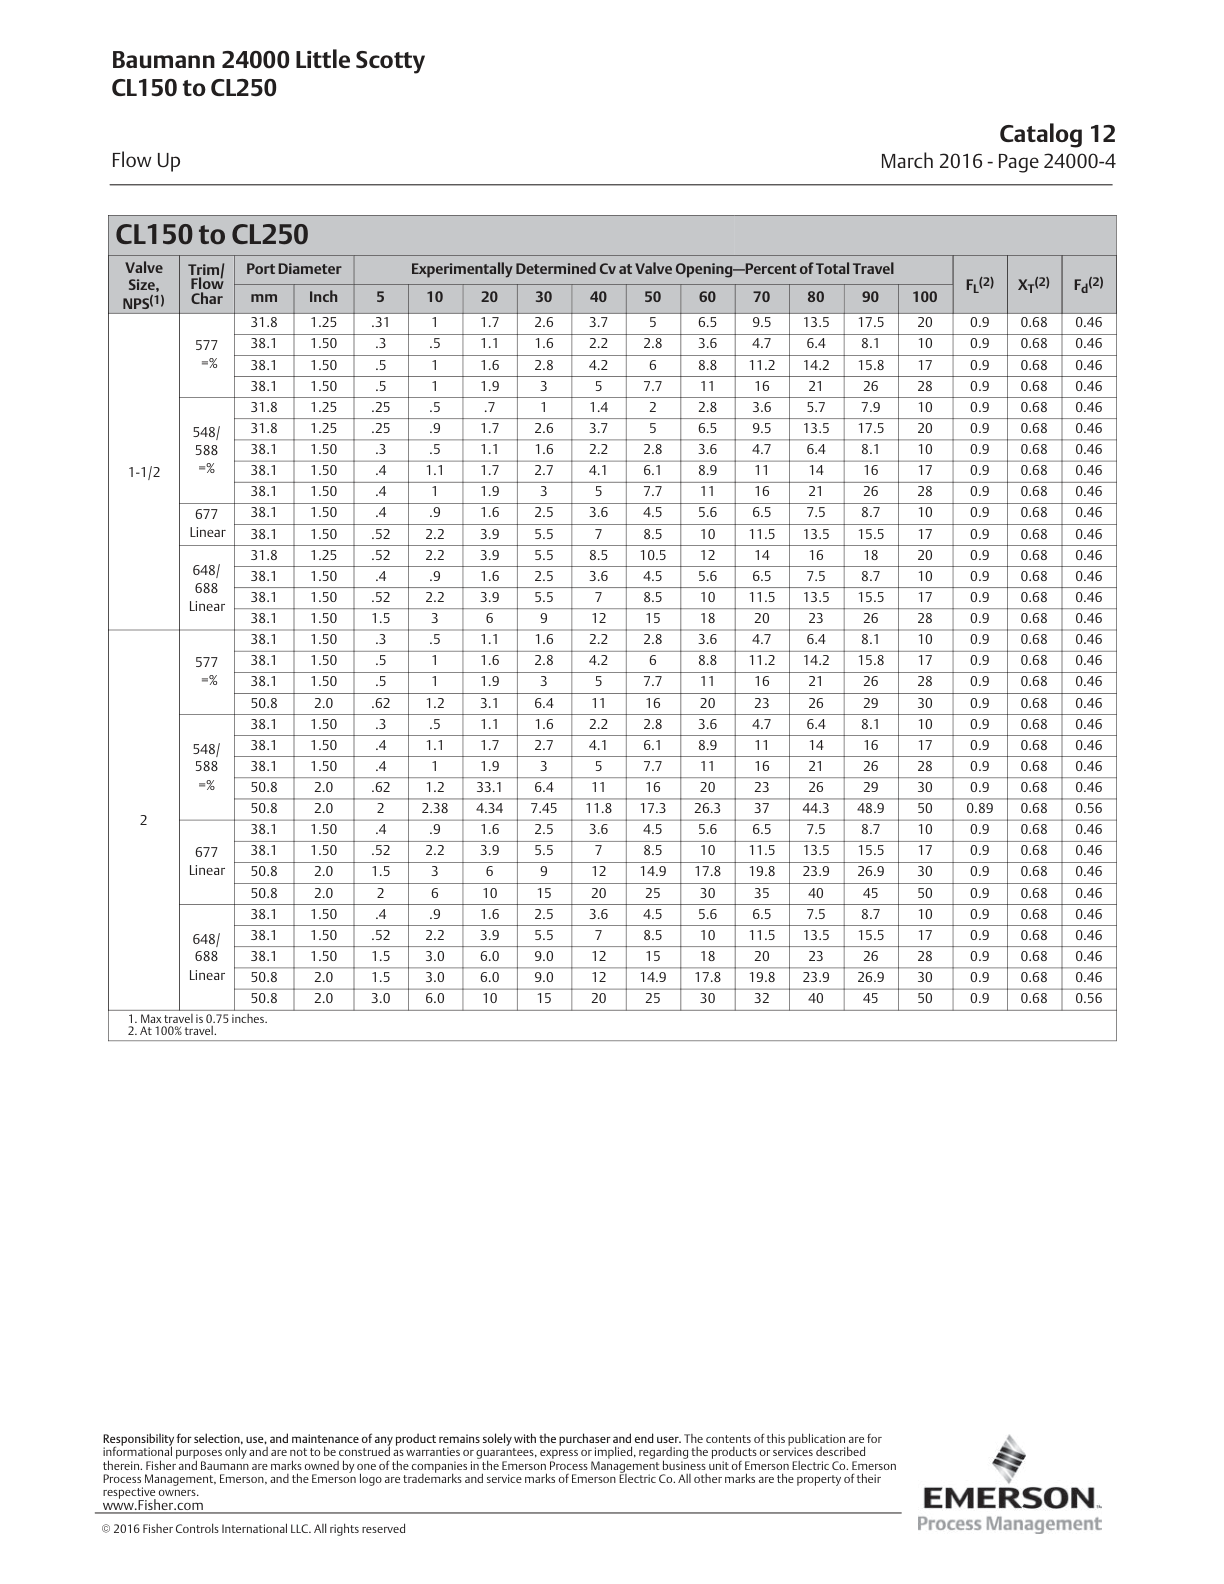 Baumann 24000 Little Scotty
CL150 to CL250
Catalog 12
Flow Up
March 2016 - Page 24000-4
CL150 to CL250
Valve Size, NPS(1) Trim/ Flow Char Port Diameter Experimentally Determined Cv at Valve Opening—Percent of Total Travel FL(2) XT(2) Fd(2)
mm Inch 5 10 20 30 40 50 60 70 80 90 100
1-1/2
577 =%
31.8 1.25 .31 1 1.7 2.6 3.7 5 6.5 9.5 13.5 17.5 20 0.9 0.68 0.46
38.1 1.50 .3 .5 1.1 1.6 2.2 2.8 3.6 4.7 6.4 8.1 10 0.9 0.68 0.46
38.1 1.50 .5 1 1.6 2.8 4.2 6 8.8 11.2 14.2 15.8 17 0.9 0.68 0.46
38.1 1.50 .5 1 1.9 3 5 7.7 11 16 21 26 28 0.9 0.68 0.46
548/ 588 =%
31.8 1.25 .25 .5 .7 1 1.4 2 2.8 3.6 5.7 7.9 10 0.9 0.68 0.46
31.8 1.25 .25 .9 1.7 2.6 3.7 5 6.5 9.5 13.5 17.5 20 0.9 0.68 0.46
38.1 1.50 .3 .5 1.1 1.6 2.2 2.8 3.6 4.7 6.4 8.1 10 0.9 0.68 0.46
38.1 1.50 .4 1.1 1.7 2.7 4.1 6.1 8.9 11 14 16 17 0.9 0.68 0.46
38.1 1.50 .4 1 1.9 3 5 7.7 11 16 21 26 28 0.9 0.68 0.46
677 Linear
38.1 1.50 .4 .9 1.6 2.5 3.6 4.5 5.6 6.5 7.5 8.7 10 0.9 0.68 0.46
38.1 1.50 .52 2.2 3.9 5.5 7 8.5 10 11.5 13.5 15.5 17 0.9 0.68 0.46
648/ 688 Linear
31.8 1.25 .52 2.2 3.9 5.5 8.5 10.5 12 14 16 18 20 0.9 0.68 0.46
38.1 1.50 .4 .9 1.6 2.5 3.6 4.5 5.6 6.5 7.5 8.7 10 0.9 0.68 0.46
38.1 1.50 .52 2.2 3.9 5.5 7 8.5 10 11.5 13.5 15.5 17 0.9 0.68 0.46
38.1 1.50 1.5 3 6 9 12 15 18 20 23 26 28 0.9 0.68 0.46
2
577 =%
38.1 1.50 .3 .5 1.1 1.6 2.2 2.8 3.6 4.7 6.4 8.1 10 0.9 0.68 0.46
38.1 1.50 .5 1 1.6 2.8 4.2 6 8.8 11.2 14.2 15.8 17 0.9 0.68 0.46
38.1 1.50 .5 1 1.9 3 5 7.7 11 16 21 26 28 0.9 0.68 0.46
50.8 2.0 .62 1.2 3.1 6.4 11 16 20 23 26 29 30 0.9 0.68 0.46
548/ 588 =%
38.1 1.50 .3 .5 1.1 1.6 2.2 2.8 3.6 4.7 6.4 8.1 10 0.9 0.68 0.46
38.1 1.50 .4 1.1 1.7 2.7 4.1 6.1 8.9 11 14 16 17 0.9 0.68 0.46
38.1 1.50 .4 1 1.9 3 5 7.7 11 16 21 26 28 0.9 0.68 0.46
50.8 2.0 .62 1.2 33.1 6.4 11 16 20 23 26 29 30 0.9 0.68 0.46
50.8 2.0 2 2.38 4.34 7.45 11.8 17.3 26.3 37 44.3 48.9 50 0.89 0.68 0.56
677 Linear
38.1 1.50 .4 .9 1.6 2.5 3.6 4.5 5.6 6.5 7.5 8.7 10 0.9 0.68 0.46
38.1 1.50 .52 2.2 3.9 5.5 7 8.5 10 11.5 13.5 15.5 17 0.9 0.68 0.46
50.8 2.0 1.5 3 6 9 12 14.9 17.8 19.8 23.9 26.9 30 0.9 0.68 0.46
50.8 2.0 2 6 10 15 20 25 30 35 40 45 50 0.9 0.68 0.46
648/ 688 Linear
38.1 1.50 .4 .9 1.6 2.5 3.6 4.5 5.6 6.5 7.5 8.7 10 0.9 0.68 0.46
38.1 1.50 .52 2.2 3.9 5.5 7 8.5 10 11.5 13.5 15.5 17 0.9 0.68 0.46
38.1 1.50 1.5 3.0 6.0 9.0 12 15 18 20 23 26 28 0.9 0.68 0.46
50.8 2.0 1.5 3.0 6.0 9.0 12 14.9 17.8 19.8 23.9 26.9 30 0.9 0.68 0.46
50.8 2.0 3.0 6.0 10 15 20 25 30 32 40 45 50 0.9 0.68 0.56
1. Max travel is 0.75 inches.
2. At 100% travel.
Responsibility for selection, use, and maintenance of any product remains solely with the purchaser and end user. The contents of this publication are for
informational purposes only and are not to be construed as warranties or guarantees, express or implied, regarding the products or services described
therein. Fisher and Baumann are marks owned by one of the companies in the Emerson Process Management business unit of Emerson Electric Co. Emerson
Process Management, Emerson, and the Emerson logo are trademarks and service marks of Emerson Electric Co. All other marks are the property of their
respective owners.
www.Fisher.com
© 2016 Fisher Controls International LLC. All rights reserved
EMERSON™
Process Management